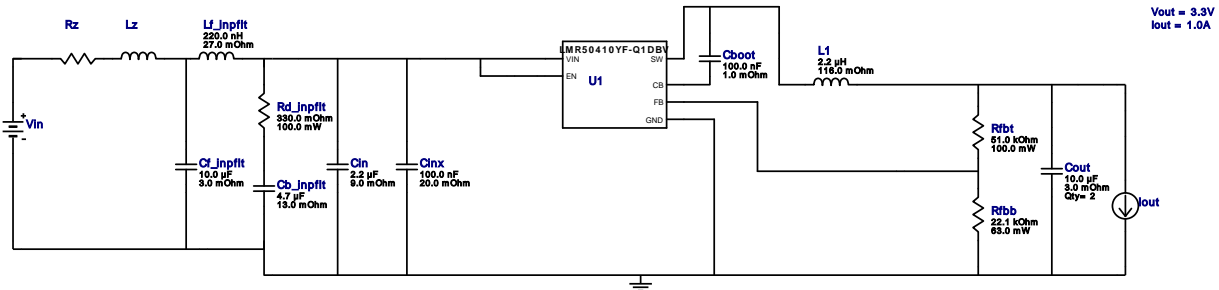 Vout = 3.3V
Iout = 1.0A
Rz
Lz
Lf_inpflt
220.0 nH
27.0 mOhm
LMR50410YF-Q1DBV
VIN
SW
EN
U1
CB
FB
GND
Cboot
100.0 nF
1.0 mOhm
L1
2.2 µH
116.0 mOhm
Vin
+
-
Rd_inpflt
330.0 mOhm
100.0 mW
Rfbt
51.0 kOhm
100.0 mW
Cf_inpflt
10.0 µF
3.0 mOhm
Cb_inpflt
4.7 µF
13.0 mOhm
Cin
2.2 µF
9.0 mOhm
Cinx
100.0 nF
20.0 mOhm
Cout
10.0 µF
3.0 mOhm
Qty= 2
Iout
Rfbb
22.1 kOhm
63.0 mW